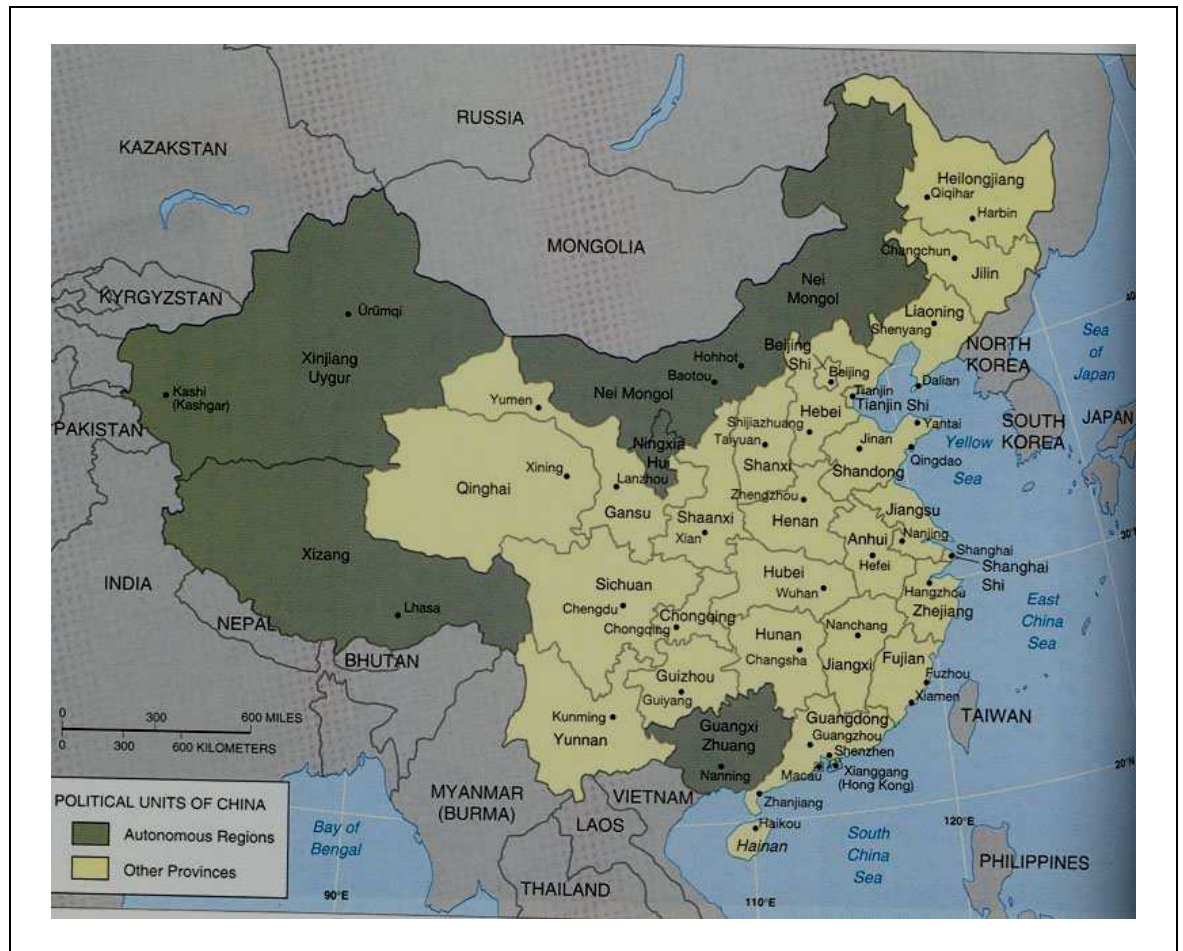 RUSSIA
KAZAKSTAN
MONGOLIA
KYRGYZSTAN
PAKISTAN
INDIA
NEPAL
BHUTAN
MYANMAR
(BURMA)
LAOS
THAILAND
VIETNAM
PHILIPPINES
TAIWAN
NORTH
KOREA
SOUTH
KOREA
JAPAN
Heilongjiang
Qiqihar
Harbin
Changchun
Jilin
Liaoning
Shenyang
Dalian
Nei
Mongol
Hohhot
Baotou
Nei Mongol
Beijing
Shi
Beijing
Tianjin
Tianjin Shi
Hebei
Shijiazhuang
Taiyuan
Shanxi
Jinan
Shandong
Yantai
Qingdao
Ürümqi
Xinjiang
Uygur
Kashi
(Kashgar)
Yumen
Ningxia
Hui
Xining
Qinghai
Lanzhou
Gansu
Shaanxi
Xian
Zhengzhou
Henan
Jiangsu
Anhui
Nanjing
Hefei
Shanghai
Shanghai
Shi
Hangzhou
Zhejiang
Xizang
Lhasa
Sichuan
Chengdu
Chongqing
Chongqing
Hubei
Wuhan
Hunan
Changsha
Nanchang
Jiangxi
Fujian
Fuzhou
Xiamen
Guizhou
Guiyang
Kunming
Yunnan
Guangxi
Zhuang
Nanning
Guangdong
Guangzhou
Shenzhen
Macau
Xianggang
(Hong Kong)
Zhanjiang
Haikou
Hainan
Sea
of
Japan
Yellow
Sea
East
China
Sea
South
China
Sea
Bay of
Bengal
40
30°E
20°N
120°E
110°E
90°E
0 300 600 MILES
0 300 600 KILOMETERS
POLITICAL UNITS OF CHINA
Autonomous Regions
Other Provinces